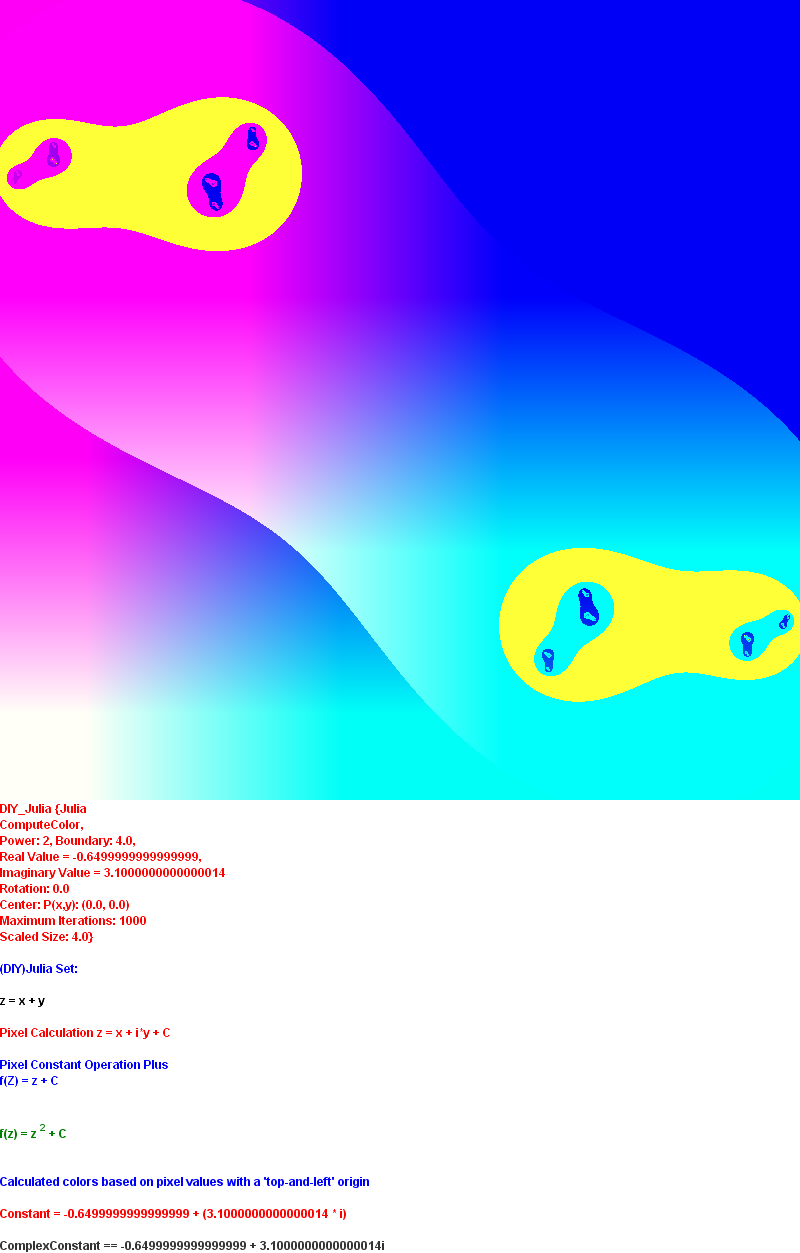 DIY_Julia {Julia
ComputeColor,
Power: 2, Boundary: 4.0,
Real Value = -0.6499999999999999,
Imaginary Value = 3.1000000000000014
Rotation: 0.0
Center: P(x,y): (0.0, 0.0)
Maximum Iterations: 1000
Scaled Size: 4.0}
(DIY)Julia Set:
z = x + y
Pixel Calculation z = x + i*y + C
Pixel Constant Operation Plus
f(Z) = z + C
f(z) = z 2 + C
Calculated colors based on pixel values with a 'top-and-left' origin
Constant = -0.6499999999999999 + (3.1000000000000014 * i)
ComplexConstant == -0.6499999999999999 + 3.1000000000000014i